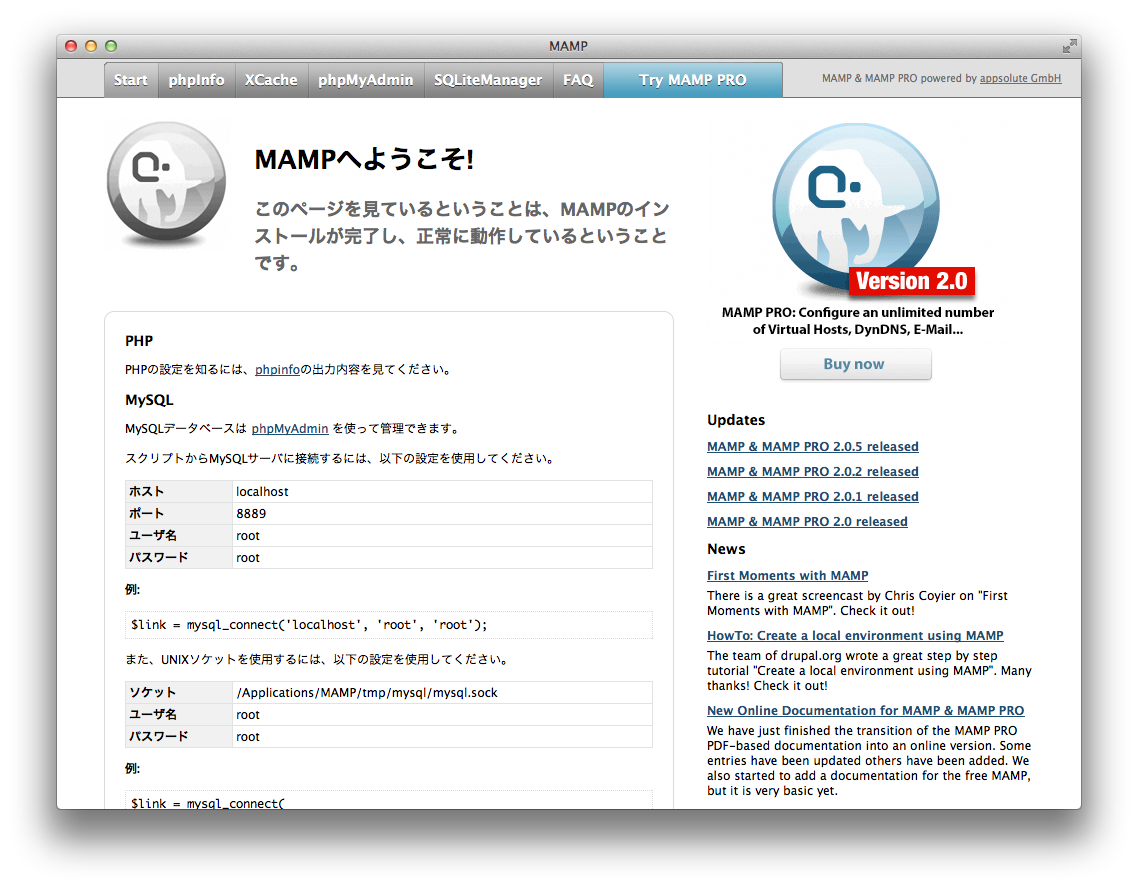 MAMP
Start
phpInfo
XCache
phpMyAdmin
SQLiteManager
FAQ
Try MAMP PRO
MAMP & MAMP PRO powered by appsolute GmbH
MAMPへようこそ!
このページを見ているということは、MAMPのイン
ストールが完了し、正常に動作しているということ
です。
PHP
PHPの設定を知るには、phpinfoの出力内容を見てください。
MySQL
MySQLデータベースは phpMyAdmin を使って管理できます。
スクリプトからMySQLサーバに接続するには、以下の設定を使用してください。
ホスト localhost
ポート 8889
ユーザ名 root
パスワード root
例:
$link = mysql_connect('localhost', 'root', 'root');
また、UNIXソケットを使用するには、以下の設定を使用してください。
ソケット /Applications/MAMP/tmp/mysql/mysql.sock
ユーザ名 root
パスワード root
例:
$link = mysql_connect(
Version 2.0
MAMP PRO: Configure an unlimited number
of Virtual Hosts, DynDNS, E-Mail...
Buy now
Updates
MAMP & MAMP PRO 2.0.5 released
MAMP & MAMP PRO 2.0.2 released
MAMP & MAMP PRO 2.0.1 released
MAMP & MAMP PRO 2.0 released
News
First Moments with MAMP
There is a great screencast by Chris Coyier on "First
Moments with MAMP". Check it out!
HowTo: Create a local environment using MAMP
The team of drupal.org wrote a great step by step
tutorial "Create a local environment using MAMP". Many
thanks! Check it out!
New Online Documentation for MAMP & MAMP PRO
We have just finished the transition of the MAMP PRO
PDF-based documentation into an online version. Some
entries have been updated others have been added. We
also started to add a documentation for the free MAMP,
but it is very basic yet.